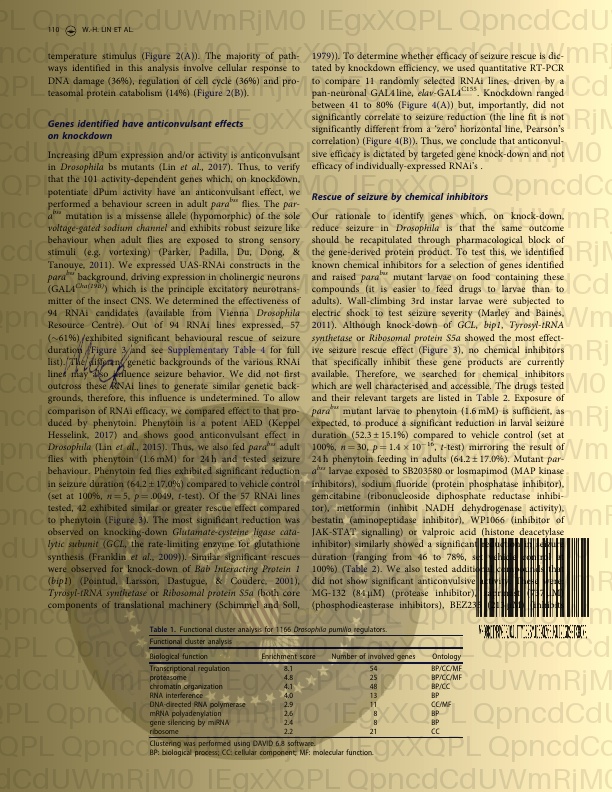 110 W.-H. LIN ET AL.
temperature stimulus (Figure 2(A)). The majority of path-
ways identified in this analysis involve cellular response to
DNA damage (36%), regulation of cell cycle (36%) and pro-
teasomal protein catabolism (14%) (Figure 2(B)).
Genes identified have anticonvulsant effects
on knockdown
Increasing dPum expression and/or activity is anticonvulsant
in Drosophila bs mutants (Lin et al., 2017). Thus, to verify
that the 101 activity-dependent genes which, on knockdown,
potentiate dPum activity have an anticonvulsant effect, we
performed a behaviour screen in adult para^bss flies. The par-
a^bss mutation is a missense allele (hypomorphic) of the sole
voltage-gated sodium channel and exhibits robust seizure like
behaviour when adult flies are exposed to strong sensory
stimuli (e.g. vortexing) (Parker, Padilla, Du, Dong, &
Tanouye, 2011). We expressed UAS-RNAi constructs in the
para^bss background, driving expression in cholinergic neurons
(GAL4^Cha(19B)) which is the principle excitatory neurotrans-
mitter of the insect CNS. We determined the effectiveness of
94 RNAi candidates (available from Vienna Drosophila
Resource Centre). Out of 94 RNAi lines expressed, 57
(~61%) exhibited significant behavioural rescue of seizure
duration (Figure 3 and see Supplementary Table 4 for full
list). The different genetic backgrounds of the various RNAi
lines may also influence seizure behavior. We did not first
outcross these RNAi lines to generate similar genetic back-
grounds, therefore, this influence is undetermined. To allow
comparison of RNAi efficacy, we compared effect to that pro-
duced by phenytoin. Phenytoin is a potent AED (Keppel
Hesselink, 2017) and shows good anticonvulsant effect in
Drosophila (Lin et al., 2015). Thus, we also fed para^bss adult
flies with phenytoin (1.6 mM) for 24 h and tested seizure
behaviour. Phenytoin fed flies exhibited significant reduction
in seizure duration (64.2 ± 17.0%) compared to vehicle control
(set at 100%, n = 5, p = .0049, t-test). Of the 57 RNAi lines
tested, 42 exhibited similar or greater rescue effect compared
to phenytoin (Figure 3). The most significant reduction was
observed on knocking-down Glutamate-cysteine ligase cata-
lytic subunit (GCL, the rate-limiting enzyme for glutathione
synthesis (Franklin et al., 2009)). Similar significant rescues
were observed for knockdown of Bab Interacting Protein 1
(bip1) (Pointud, Larsson, Dastugue, & Couderc, 2001),
Tyrosyl-tRNA synthetase or Ribosomal protein S5a (both core
components of translational machinery (Schimmel and Soll,
1979)). To determine whether efficacy of seizure rescue is dic-
tated by knockdown efficiency, we used quantitative RT-PCR
to compare 11 randomly selected RNAi lines, driven by a
pan-neuronal GAL4 line, elav-GAL4^C155. Knockdown ranged
between 41 to 80% (Figure 4(A)) but, importantly, did not
significantly correlate to seizure reduction (the line fit is not
significantly different from a 'zero' horizontal line, Pearson's
correlation) (Figure 4(B)). Thus, we conclude that anticonvul-
sive efficacy is dictated by targeted gene knockdown and not
efficacy of individually-expressed RNAi's .
Rescue of seizure by chemical inhibitors
Our rationale to identify genes which, on knock-down,
reduce seizure in Drosophila is that the same outcome
should be recapitulated through pharmacological block of
the gene-derived protein product. To test this, we identified
known chemical inhibitors for a selection of genes identified
and raised para^bss mutant larvae on food containing these
compounds (it is easier to feed drugs to larvae than to
adults). Wall-climbing 3rd instar larvae were subjected to
electric shock to test seizure severity (Marley and Baines,
2011). Although knock-down of GCL, bip1, Tyrosyl-tRNA
synthetase or Ribosomal protein S5a showed the most effect-
ive seizure rescue effect (Figure 3), no chemical inhibitors
that specifically inhibit these gene products are currently
available. Therefore, we searched for chemical inhibitors
which are well characterised and accessible. The drugs tested
and their relevant targets are listed in Table 2. Exposure of
para^bss mutant larvae to phenytoin (1.6 mM) is sufficient, as
expected, to produce a significant reduction in larval seizure
duration (52.3 ± 15.1%) compared to vehicle control (set at
100%, n = 30, p = 1.4 × 10^-16, t-test) mirroring the result of
24 h phenytoin feeding in adults (64.2 ± 17.0%). Mutant par-
a^bss larvae exposed to SB203580 or losmapimod (MAP kinase
inhibitors), sodium fluoride (protein phosphatase inhibitor),
gemcitabine (ribonucleoside diphosphate reductase inhibi-
tor), metformin (inhibit NADH dehydrogenase activity),
bestatin (aminopeptidase inhibitor), WP1066 (inhibitor of
JAK-STAT signalling) or valproic acid (histone deacetylase
inhibitor) similarly showed a significant
duration (ranging from 46 to 78%, set vehicle control
100%) (Table 2). We also tested additional compounds that
did not show significant anticonvulsive activity. These were
MG-132 (84 µM) (protease inhibitor),
(phosphodiesterase inhibitors), BEZ235
Table 1. Functional cluster analysis for 1166 Drosophila pumilio regulators.
Functional cluster analysis
Biological function Enrichment score Number of involved genes Ontology
Transcriptional regulation 8.1 54 BP/CC/MF
proteasome 4.8 25 BP/CC/MF
chromatin organization 4.1 48 BP/CC
RNA interference 4.0 13 BP
DNA-directed RNA polymerase 2.9 11 CC/MF
mRNA polyadenylation 2.6 8 BP
gene silencing by miRNA 2.4 8 BP
ribosome 2.2 21 CC
Clustering was performed using DAVID 6.8 software.
BP: biological process; CC: cellular component; MF: molecular function.